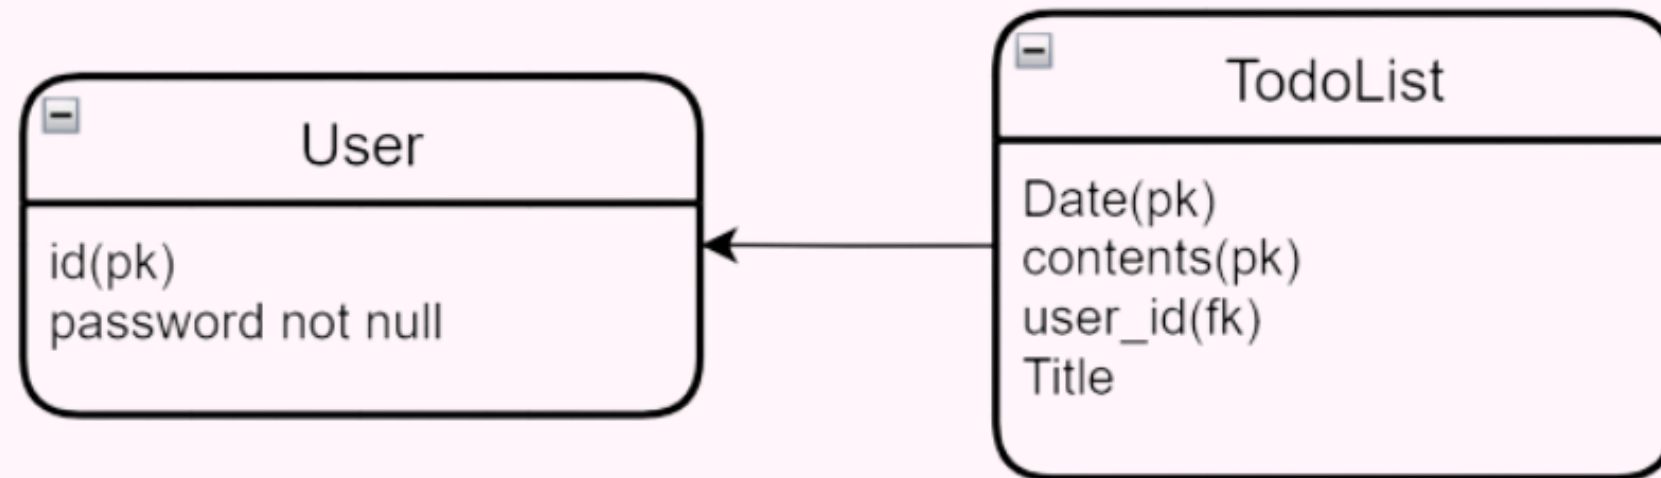 User
id(pk)
password not null
TodoList
Date(pk)
contents(pk)
user_id(fk)
Title